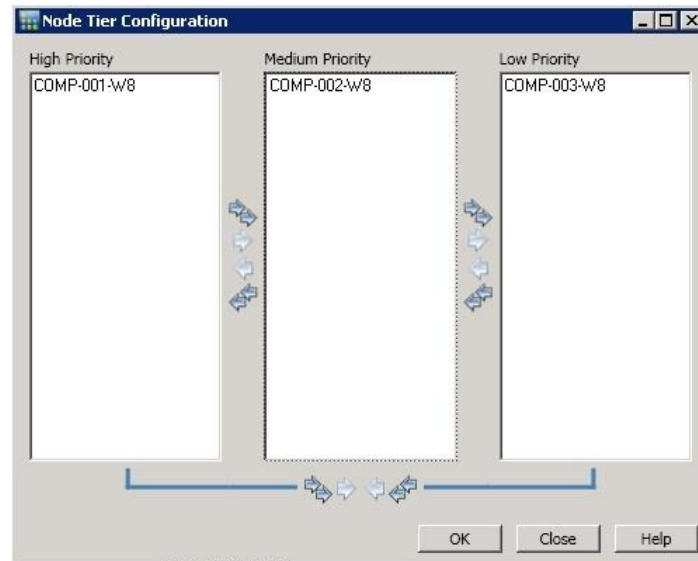 Node Tier Configuration
High Priority Medium Priority Low Priority
COMP-001-W8 COMP-002-W8 COMP-003-W8
OK Close Help